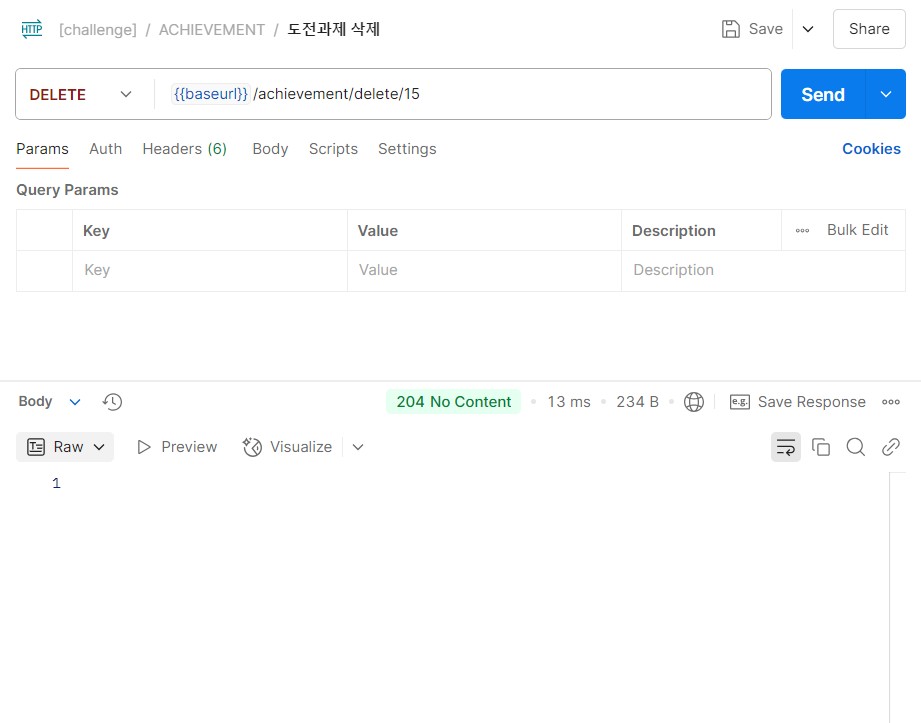 HTTP [challenge] / ACHIEVEMENT / 도전과제 삭제 Save Share
DELETE {{baseurl}} /achievement/delete/15 Send
Params Auth Headers (6) Body Scripts Settings Cookies
Query Params
Key Value Description Bulk Edit
Key Value Description
Body 204 No Content 13 ms 234 B e.g. Save Response
Raw Preview Visualize
1